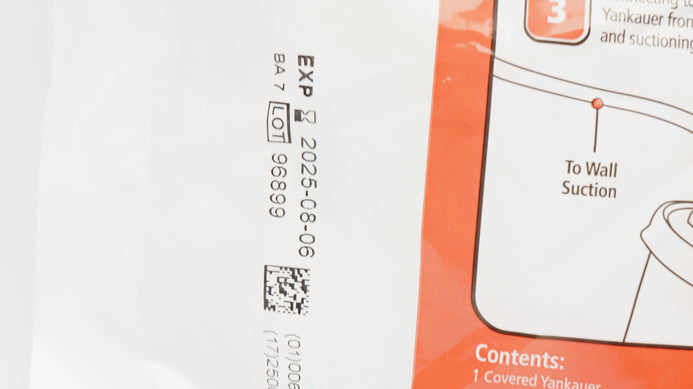 EXP 2025-08-06
BA 7 LOT 96899
(01)006
(17)250
3
Yankauer from
and suctioning
To Wall
Suction
Contents:
1 Covered Yankauer